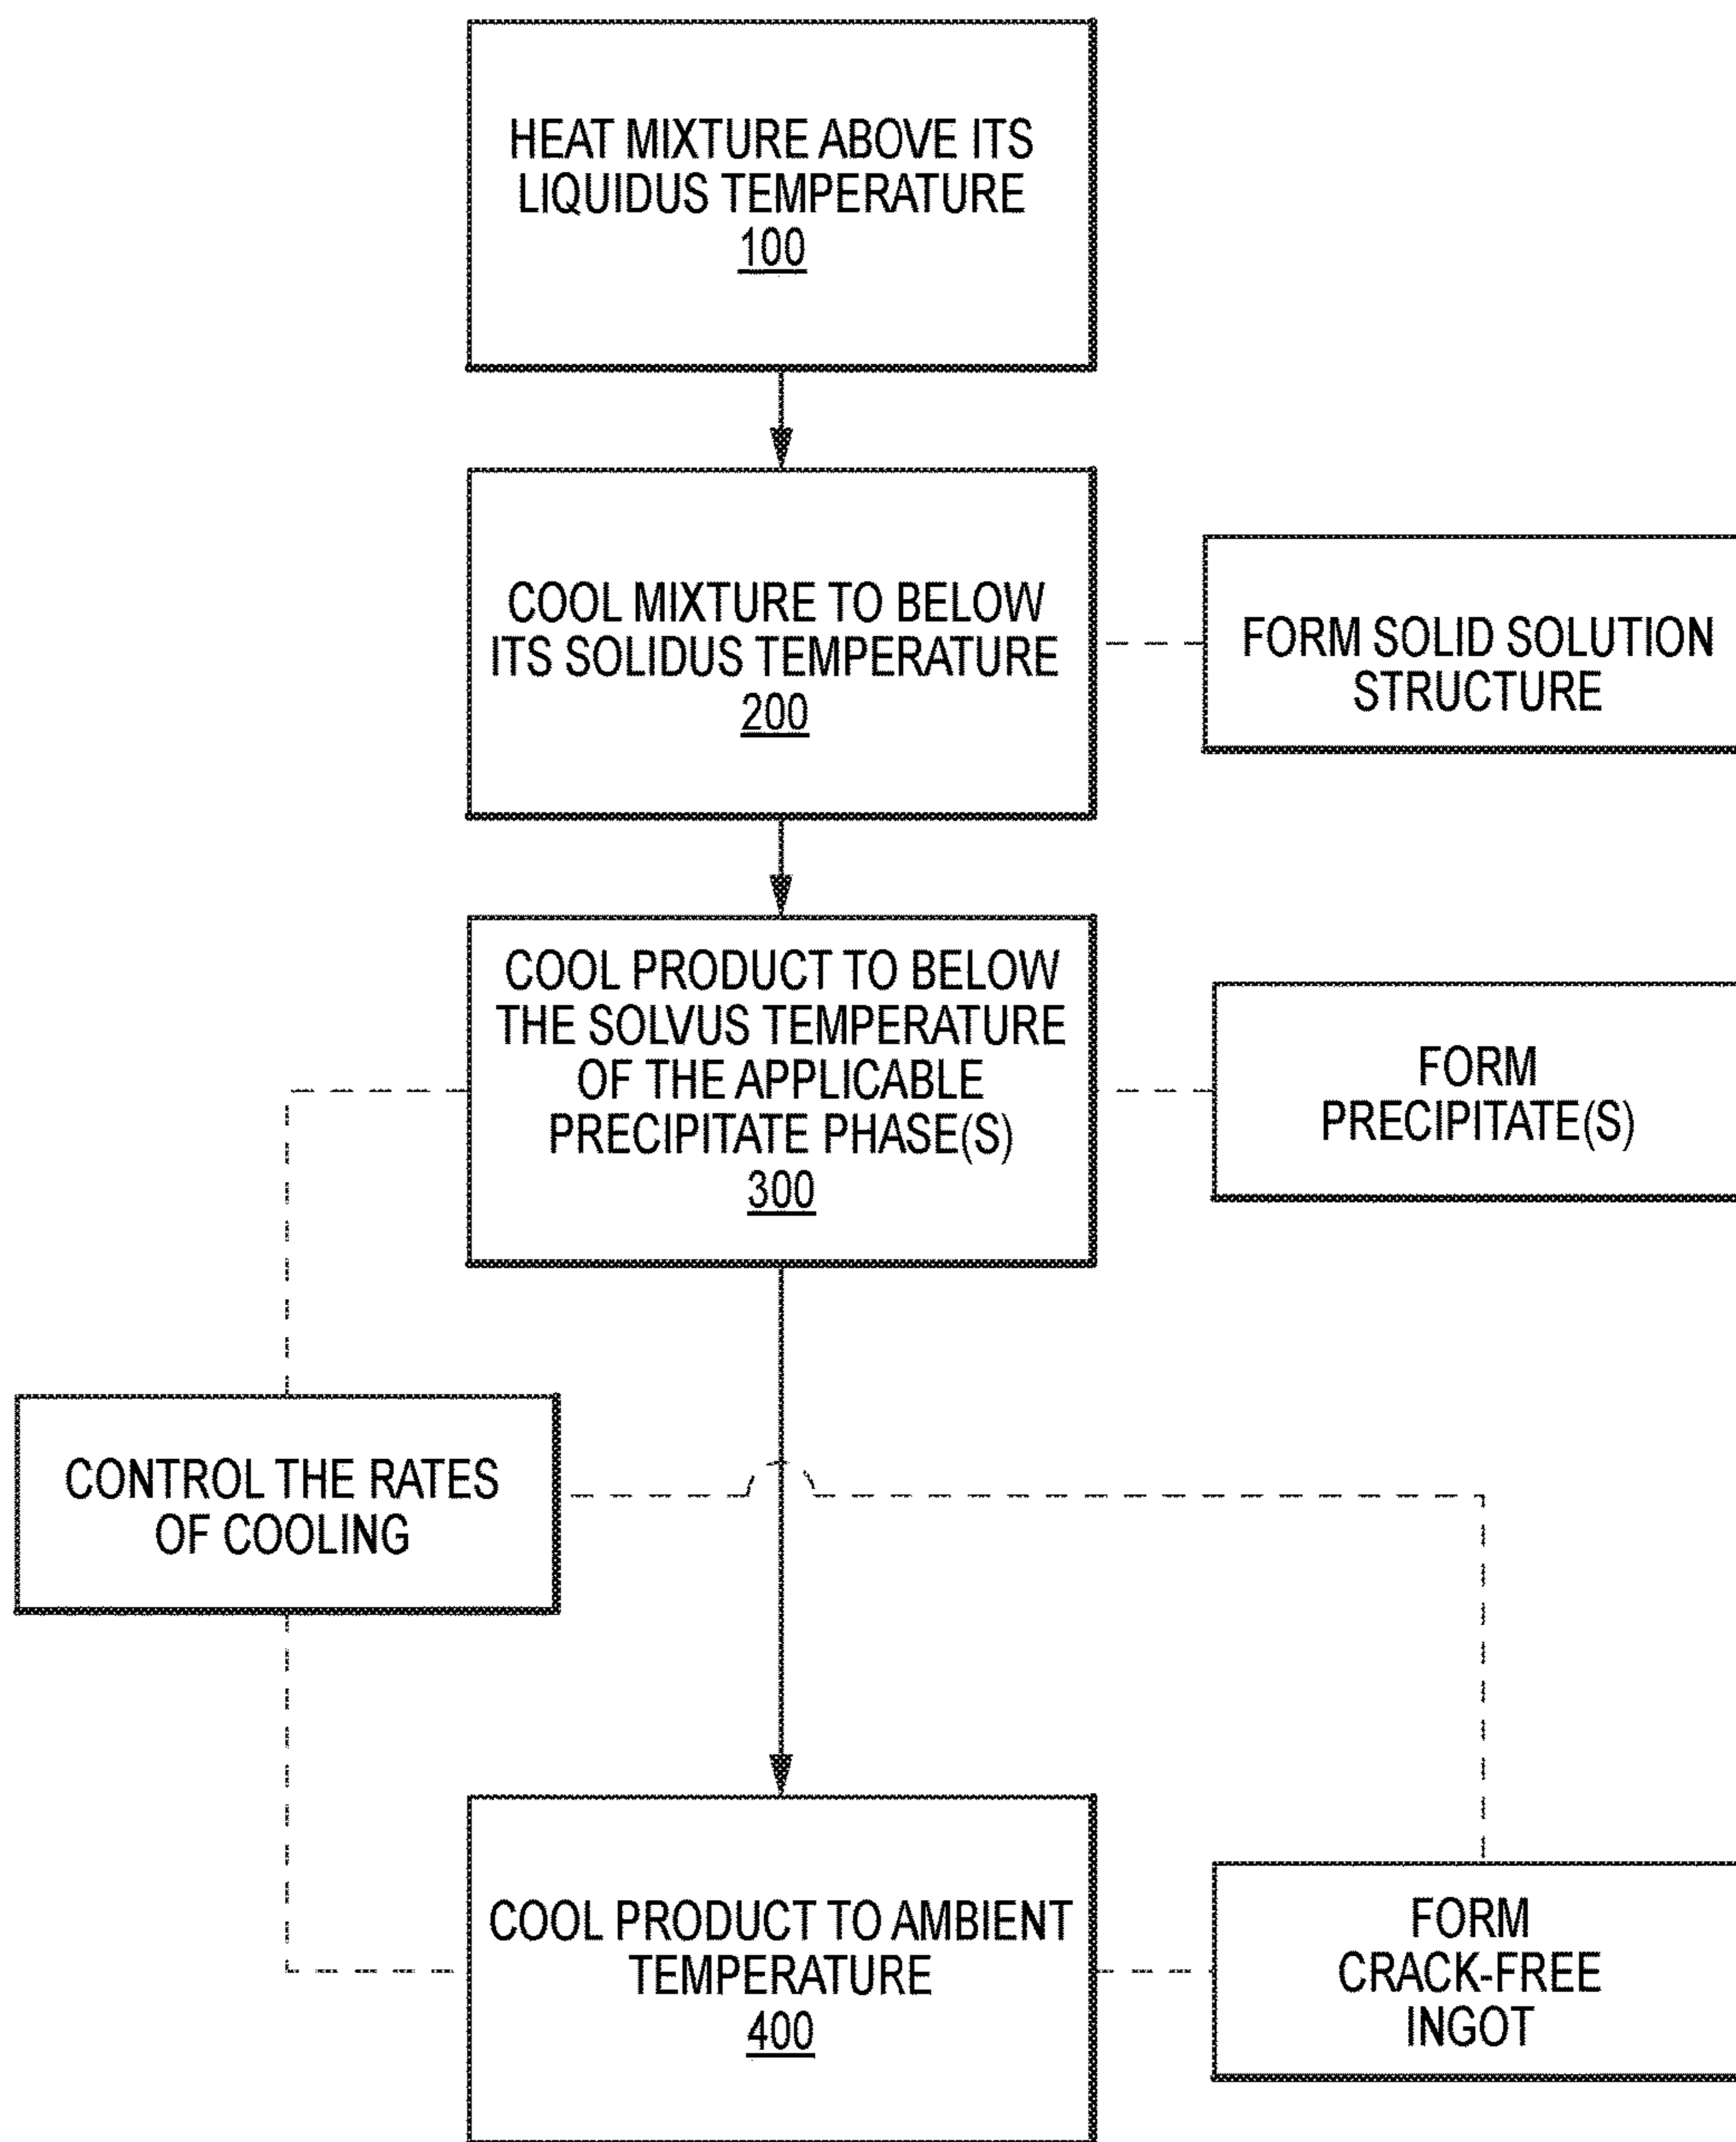 HEAT MIXTURE ABOVE ITS
LIQUIDUS TEMPERATURE
100
COOL MIXTURE TO BELOW
ITS SOLIDUS TEMPERATURE
200
FORM SOLID SOLUTION
STRUCTURE
COOL PRODUCT TO BELOW
THE SOLVUS TEMPERATURE
OF THE APPLICABLE
PRECIPITATE PHASE(S)
300
FORM
PRECIPITATE(S)
CONTROL THE RATES
OF COOLING
COOL PRODUCT TO AMBIENT
TEMPERATURE
400
FORM
CRACK-FREE
INGOT